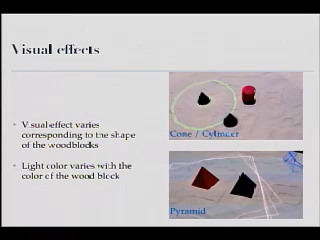 Visual effects
• Visual effect varies
corresponding to the shape
of the woodblocks
• Light color varies with the
color of the wood block
Cone / Cylinder
Pyramid